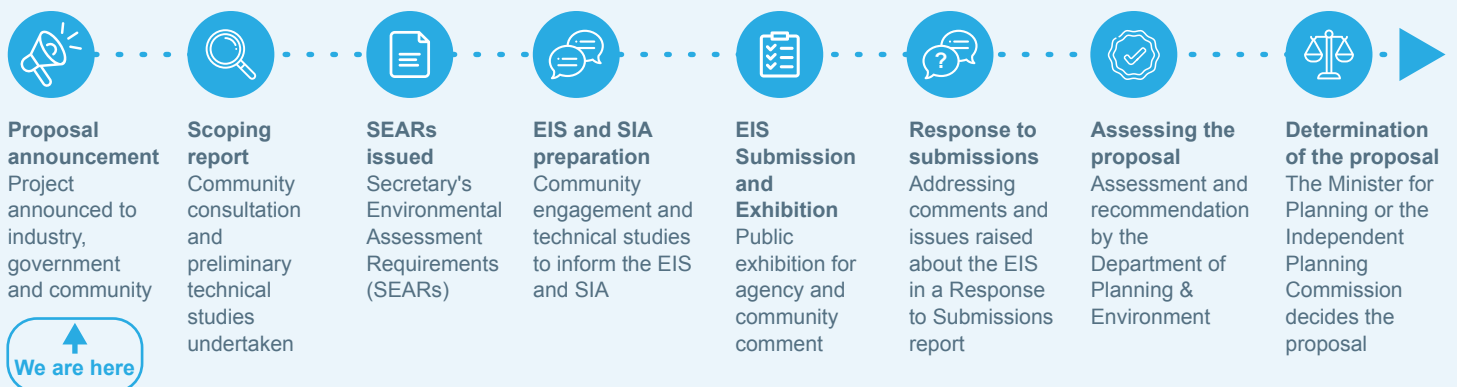 Proposal
announcement
Project
announced to
industry,
government
and community
We are here
Scoping
report
Community
consultation
and
preliminary
technical
studies
undertaken
SEARs
issued
Secretary's
Environmental
Assessment
Requirements
(SEARs)
EIS and SIA
preparation
Community
engagement and
technical studies
to inform the EIS
and SIA
EIS
Submission
and
Exhibition
Public
exhibition for
agency and
community
comment
?
Response to
submissions
Addressing
comments and
issues raised
about the EIS
in a Response
to Submissions
report
Assessing the
proposal
Assessment and
recommendation
by the
Department of
Planning &
Environment
Determination
of the proposal
The Minister for
Planning or the
Independent
Planning
Commission
decides the
proposal